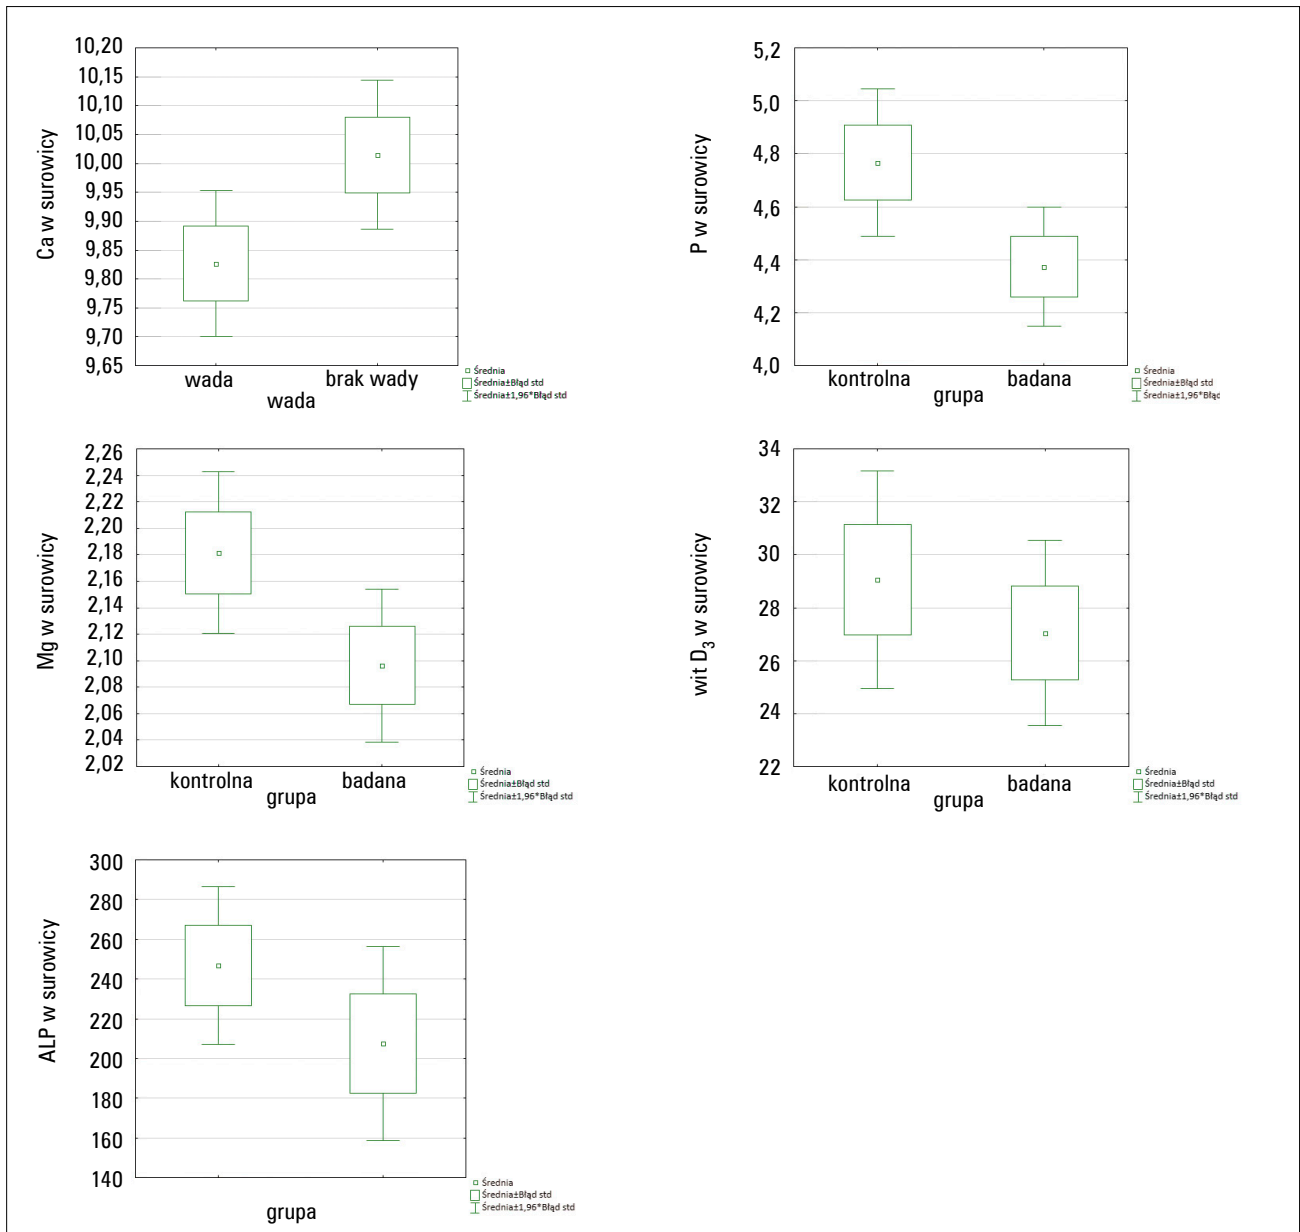 Ca w surowicy
10,20
10,15
10,10
10,05
10,00
9,95
9,90
9,85
9,80
9,75
9,70
9,65
wada brak wady
wada
Średnia
Średnia±Błąd std
Średnia±1,96*Błąd std
P w surowicy
5,2
5,0
4,8
4,6
4,4
4,2
4,0
kontrolna badana
grupa
Średnia
Średnia±Błąd std
Średnia±1,96*Błąd
Mg w surowicy
2,26
2,24
2,22
2,20
2,18
2,16
2,14
2,12
2,10
2,08
2,06
2,04
2,02
kontrolna badana
grupa
Średnia
Średnia±Błąd std
Średnia±1,96*Błąd std
wit D₃ w surowicy
34
32
30
28
26
24
22
kontrolna badana
grupa
Średnia
Średnia±Błąd std
Średnia±1,96*Błąd std
ALP w surowicy
300
280
260
240
220
200
180
160
140
grupa
Średnia
Średnia±Błąd std
Średnia±1,96*Błąd std